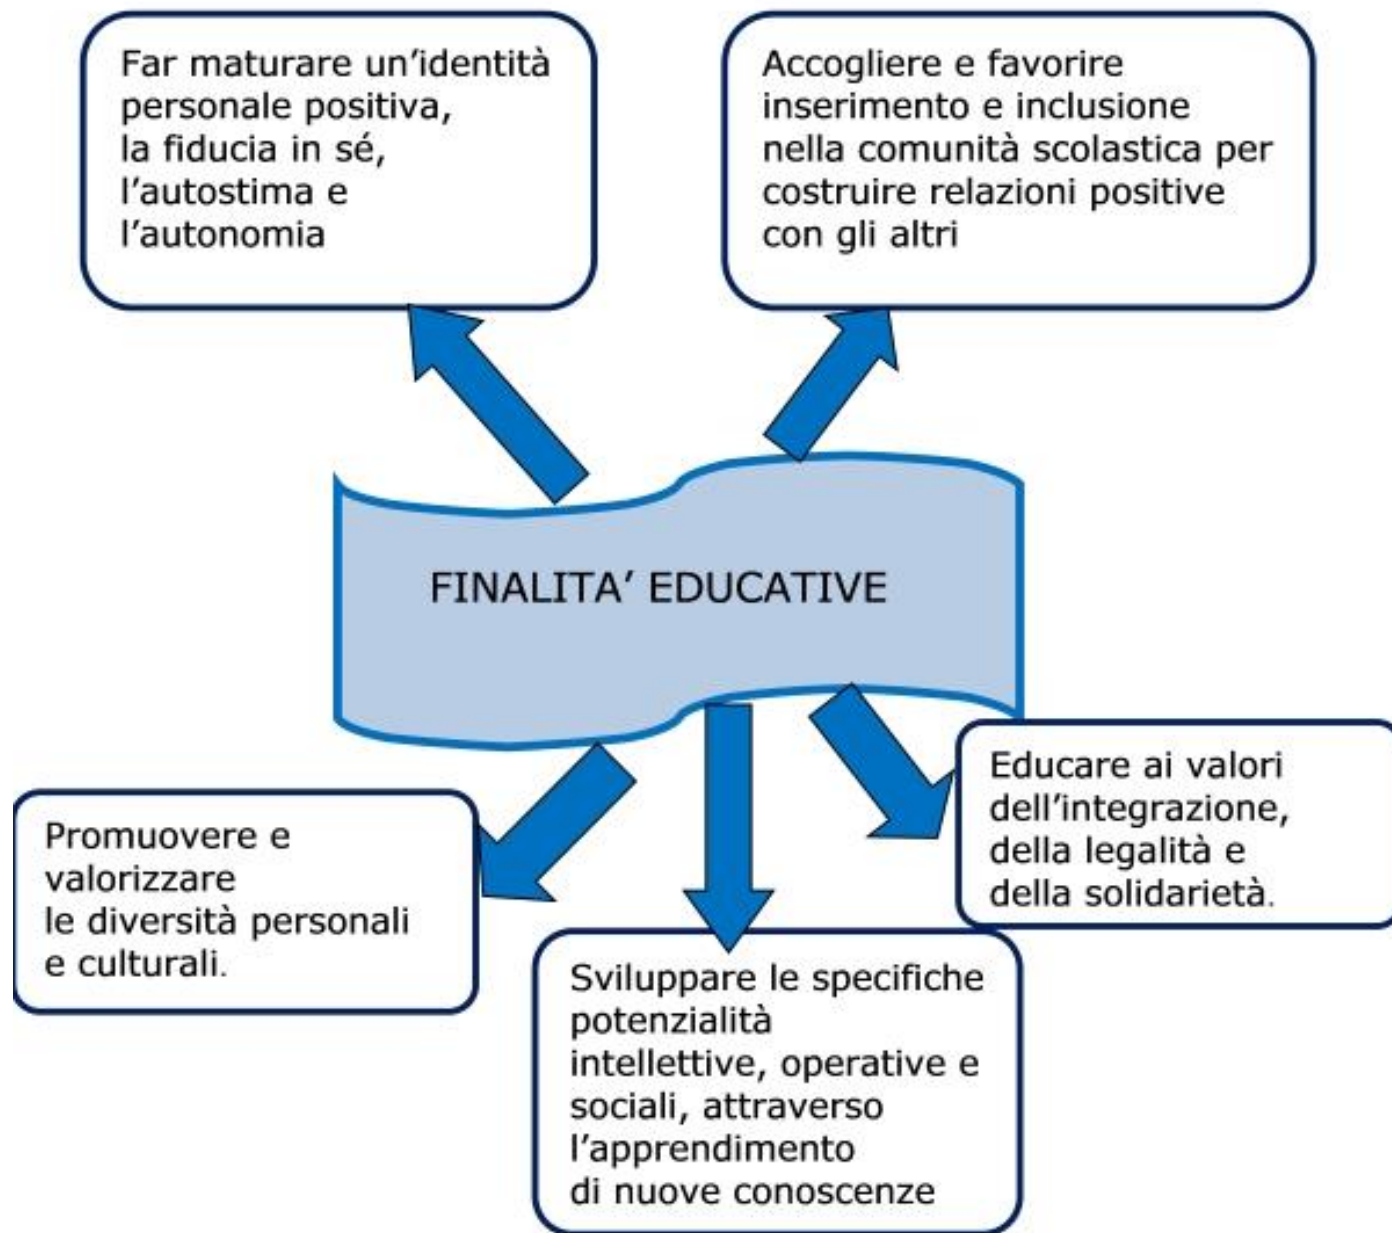 Far maturare un’identità
personale positiva,
la fiducia in sé,
l’autostima e
l’autonomia
Accogliere e favorire
inserimento e inclusione
nella comunità scolastica per
costruire relazioni positive
con gli altri
FINALITA’ EDUCATIVE
Promuovere e
valorizzare
le diversità personali
e culturali.
Sviluppare le specifiche
potenzialità
intellettive, operative e
sociali, attraverso
l’apprendimento
di nuove conoscenze
Educare ai valori
dell’integrazione,
della legalità e
della solidarietà.